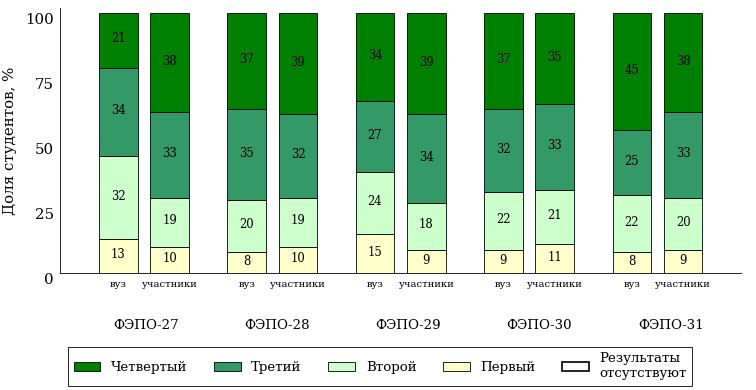 100
75
50
25
0
Доля студентов, %
21 38 37 39 34 39 37 35 45 38
34 33 35 32 27 34 32 33 25 33
32 19 20 19 24 18 22 21 22 20
13 10 8 10 15 9 9 11 8 9
вуз участники вуз участники вуз участники вуз участники вуз участники
ФЭПО-27 ФЭПО-28 ФЭПО-29 ФЭПО-30 ФЭПО-31
Четвертый Третий Второй Первый Результаты
отсутствуют